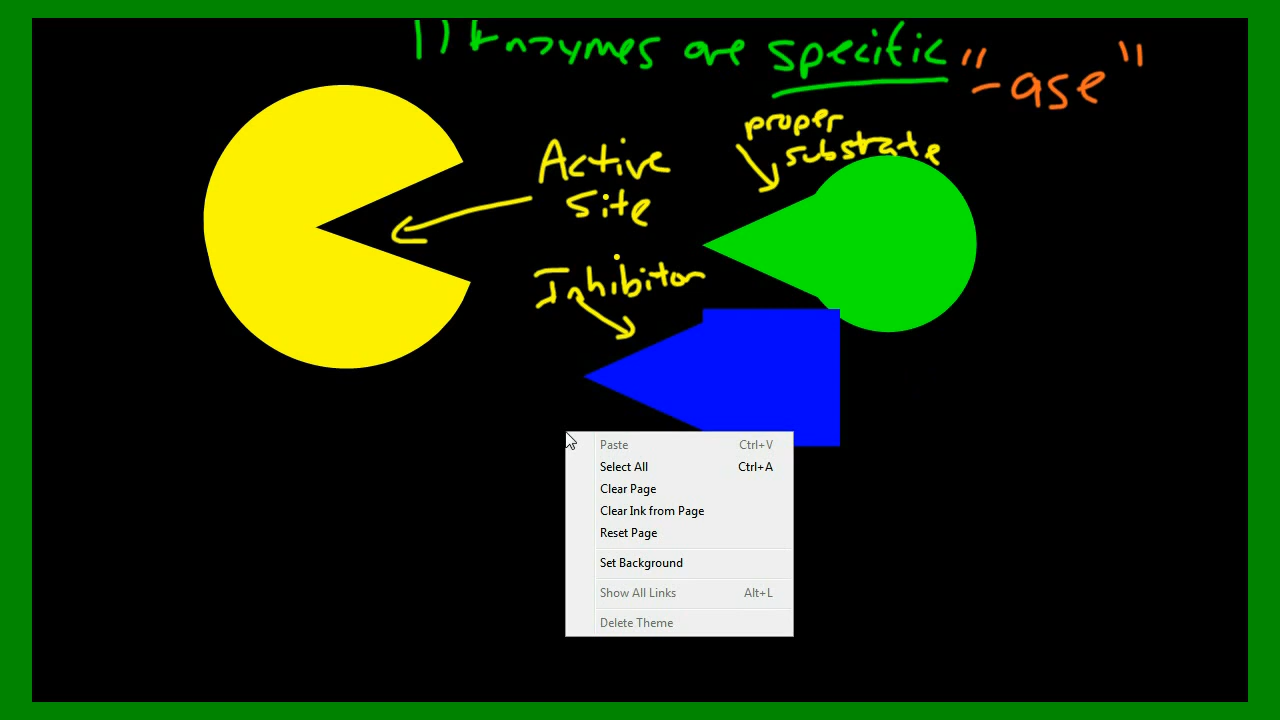 1) Enzymes are specific "-ase"
proper
substrate
Active
Site
Inhibitor
Paste Ctrl+V
Select All Ctrl+A
Clear Page
Clear Ink from Page
Reset Page
Set Background
Show All Links Alt+L
Delete Theme